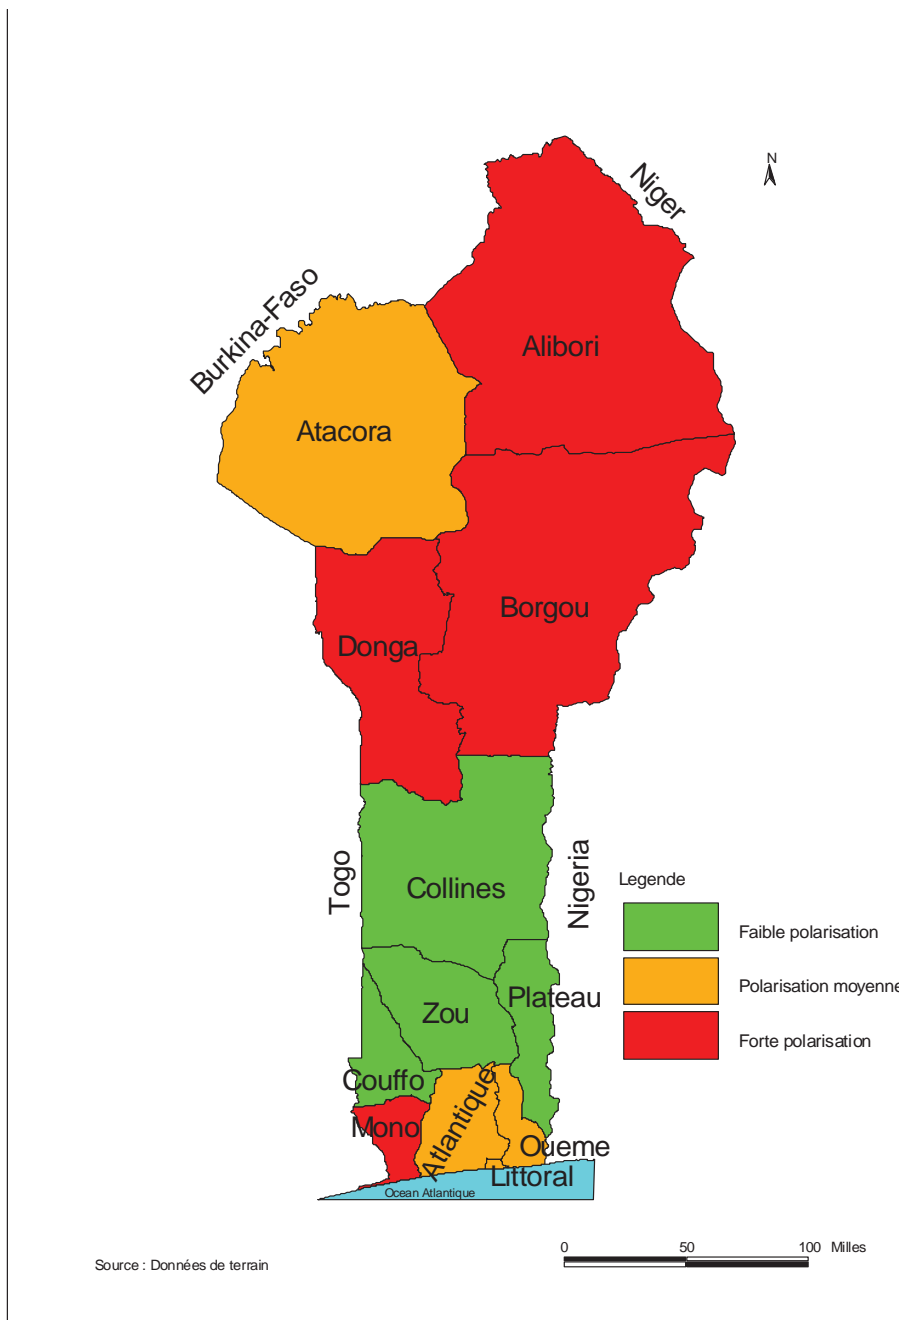 N
Niger
Burkina-Faso
Alibori
Atacora
Borgou
Donga
Togo
Nigeria
Collines
Legende
Faible polarisation
Plateau
Polarisation moyenne
Zou
Forte polarisation
Couffo
Atlantique
Mono
Oueme
Littoral
Ocean Atlantique
0 50 100 Milles
Source : Données de terrain